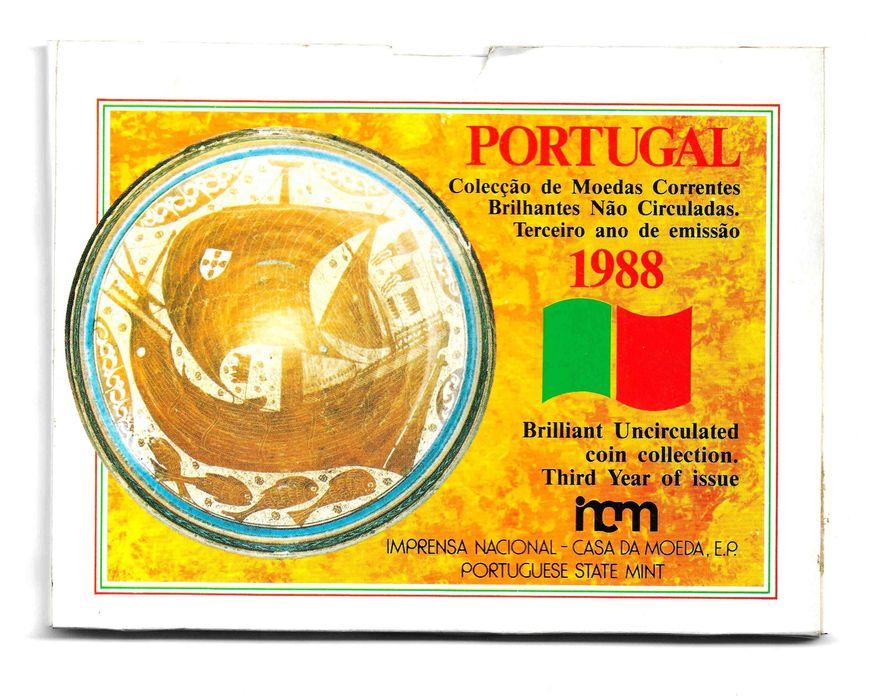 PORTUGAL
Colecção de Moedas Correntes
Brilhantes Não Circuladas.
Terceiro ano de emissão
1988
Brilliant Uncirculated
coin collection.
Third Year of issue
incm
IMPRENSA NACIONAL - CASA DA MOEDA, E.P.
PORTUGUESE STATE MINT